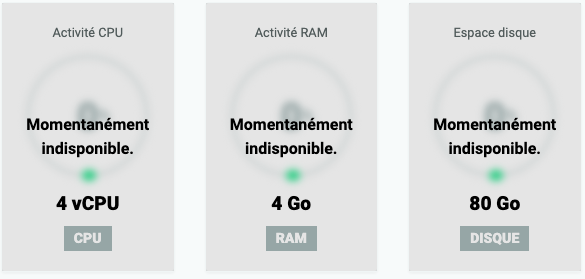 Activité CPU
Momentanément
indisponible.
4 vCPU
CPU
Activité RAM
Momentanément
indisponible.
4 Go
RAM
Espace disque
Momentanément
indisponible.
80 Go
DISQUE